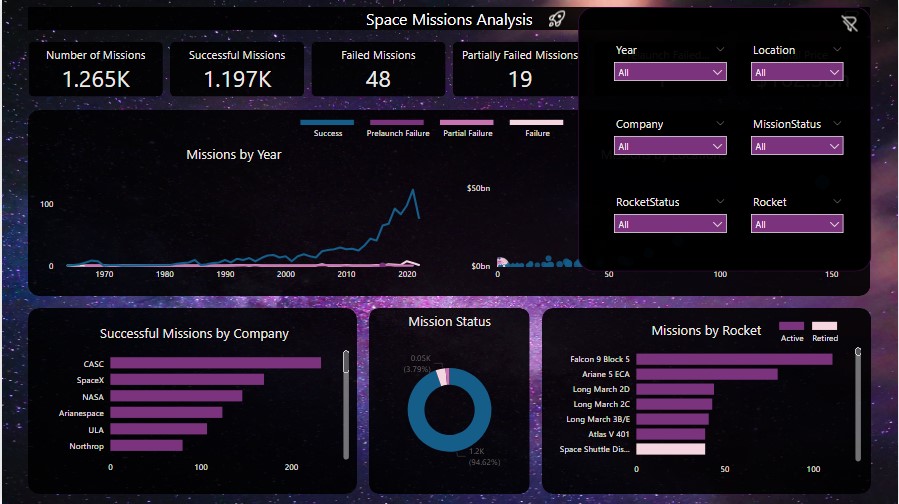 Space Missions Analysis
Number of Missions
1.265K
Successful Missions
1.197K
Failed Missions
48
Partially Failed Missions
19
Year
All
Location
All
Company
All
MissionStatus
All
RocketStatus
All
Rocket
All
Success
Prelaunch Failure
Partial Failure
Failure
Missions by Year
100
0
1970
1980
1990
2000
2010
2020
$50bn
$0bn
0
50
100
150
Successful Missions by Company
CASC
SpaceX
NASA
Arianespace
ULA
Northrop
0
100
200
Mission Status
0.05K
(3.79%)
1.2K
(94.62%)
Missions by Rocket
Active
Retired
Falcon 9 Block 5
Ariane 5 ECA
Long March 2D
Long March 2C
Long March 3B/E
Atlas V 401
Space Shuttle Dis...
0
50
100